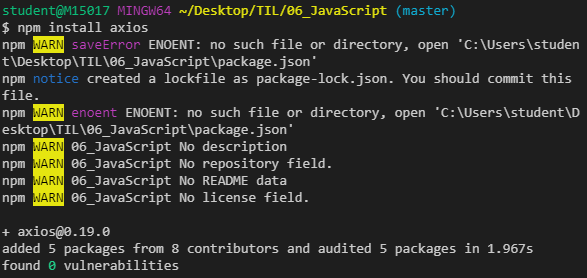 student@M15017 MINGW64 ~/Desktop/TIL/06_JavaScript (master)
$ npm install axios
npm WARN saveError ENOENT: no such file or directory, open 'C:\Users\studen
t\Desktop\TIL\06_JavaScript\package.json'
npm notice created a lockfile as package-lock.json. You should commit this
file.
npm WARN enoent ENOENT: no such file or directory, open 'C:\Users\student\D
esktop\TIL\06_JavaScript\package.json'
npm WARN 06_JavaScript No description
npm WARN 06_JavaScript No repository field.
npm WARN 06_JavaScript No README data
npm WARN 06_JavaScript No license field.
+ axios@0.19.0
added 5 packages from 8 contributors and audited 5 packages in 1.967s
found 0 vulnerabilities